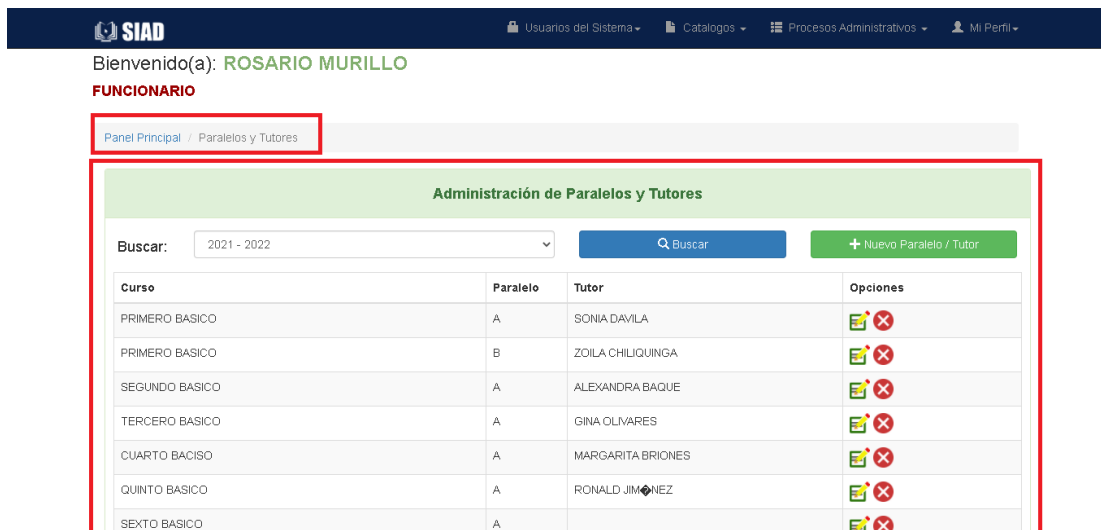 SIAD Usuarios del Sistema Catalogos Procesos Administrativos Mi Perfil
Bienvenido(a): ROSARIO MURILLO
FUNCIONARIO
Panel Principal / Paralelos y Tutores
Administración de Paralelos y Tutores
Buscar: 2021 - 2022 Buscar + Nuevo Paralelo / Tutor
Curso Paralelo Tutor Opciones
PRIMERO BASICO A SONIA DAVILA
PRIMERO BASICO B ZOILA CHILIQUINGA
SEGUNDO BASICO A ALEXANDRA BAQUE
TERCERO BASICO A GINA OLIVARES
CUARTO BACISO A MARGARITA BRIONES
QUINTO BASICO A RONALD JIM�NEZ
SEXTO BASICO A